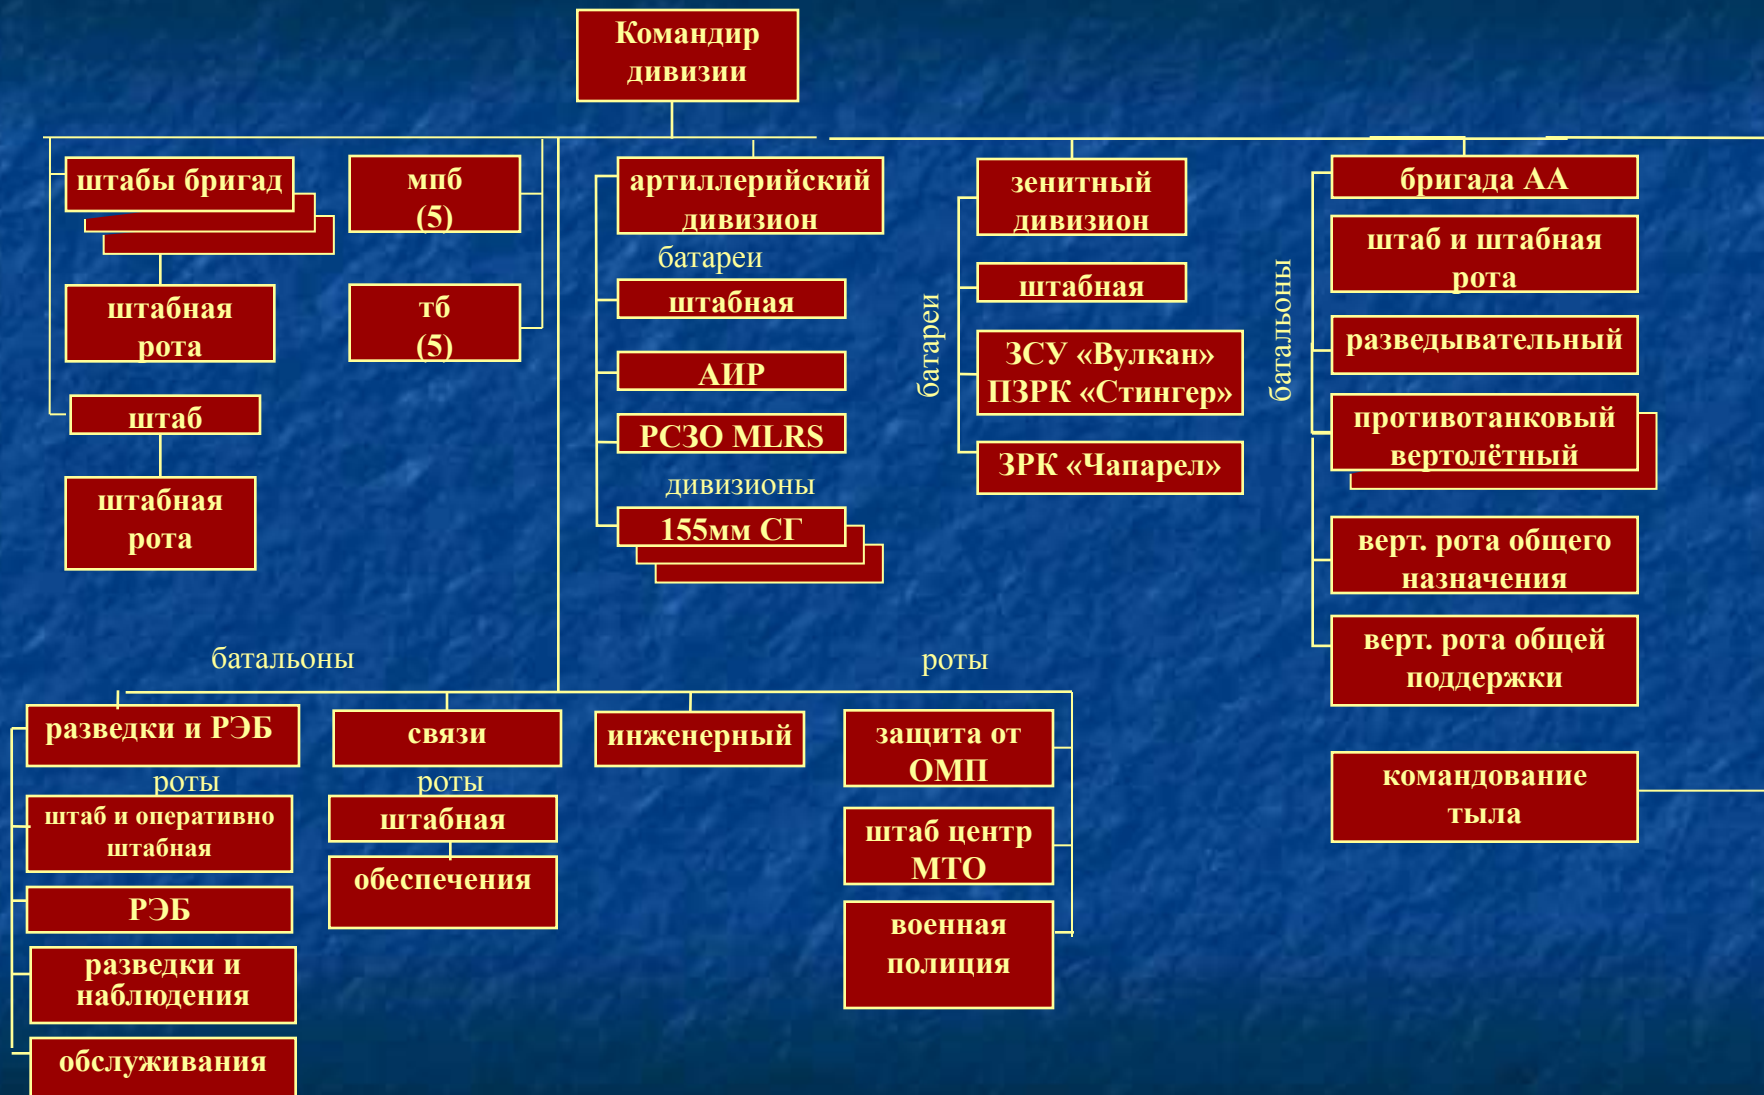 Командир
дивизии
штабы бригад
штабная
рота
штаб
штабная
рота
мпб
(5)
тб
(5)
артиллерийский
дивизион
батареи
штабная
АИР
РСЗО MLRS
дивизионы
155мм СГ
зенитный
дивизион
батареи
штабная
ЗСУ «Вулкан»
ПЗРК «Стингер»
ЗРК «Чапарел»
бригада АА
батальоны
штаб и штабная
рота
разведывательный
противотанковый
вертолётный
верт. рота общего
назначения
верт. рота общей
поддержки
командование
тыла
батальоны
роты
разведки и РЭБ
роты
штаб и оперативно
штабная
РЭБ
разведки и
наблюдения
обслуживания
связи
роты
штабная
обеспечения
инженерный
защита от
ОМП
штаб центр
МТО
военная
полиция